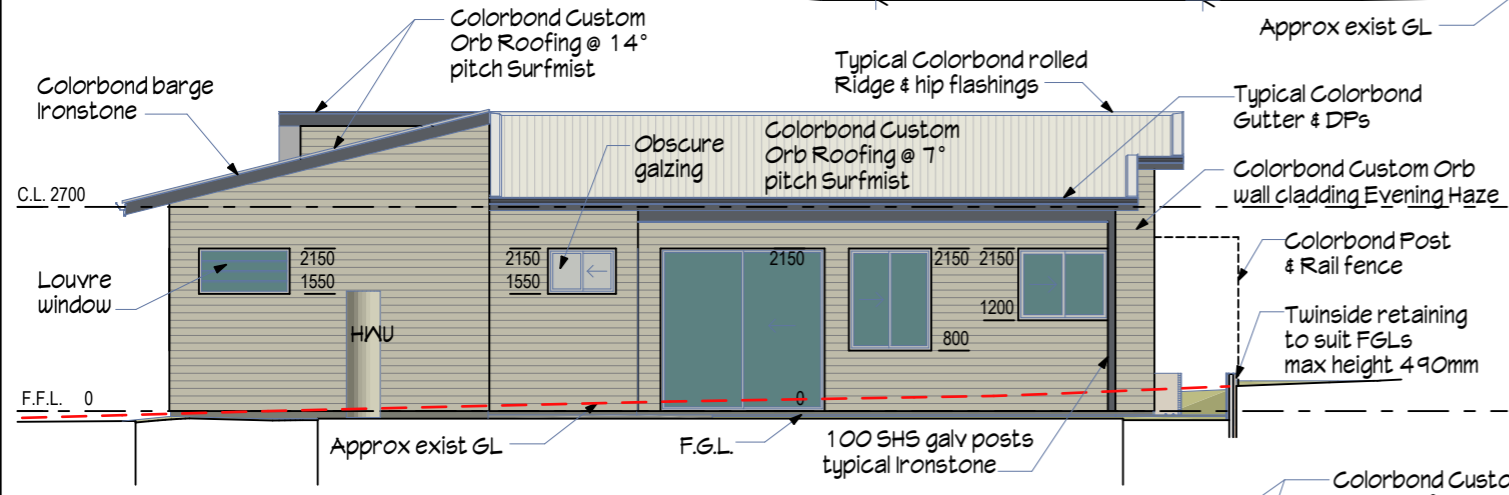 Colorbond Custom
Orb Roofing @ 14°
pitch Surfmist
Approx exist GL
Colorbond barge
Ironstone
Typical Colorbond rolled
Ridge & hip flashings
Typical Colorbond
Gutter & DPs
Obscure
galzing
Colorbond Custom
Orb Roofing @ 7°
pitch Surfmist
Colorbond Custom Orb
wall cladding Evening Haze
C.L. 2700
Colorbond Post
& Rail fence
Louvre
window
2150
1550
2150
1550
2150
2150
2150
1200
800
HWU
Twinside retaining
to suit FGLs
max height 490mm
F.F.L. 0
0
Approx exist GL
F.G.L.
100 SHS galv posts
typical Ironstone
Colorbond Custo